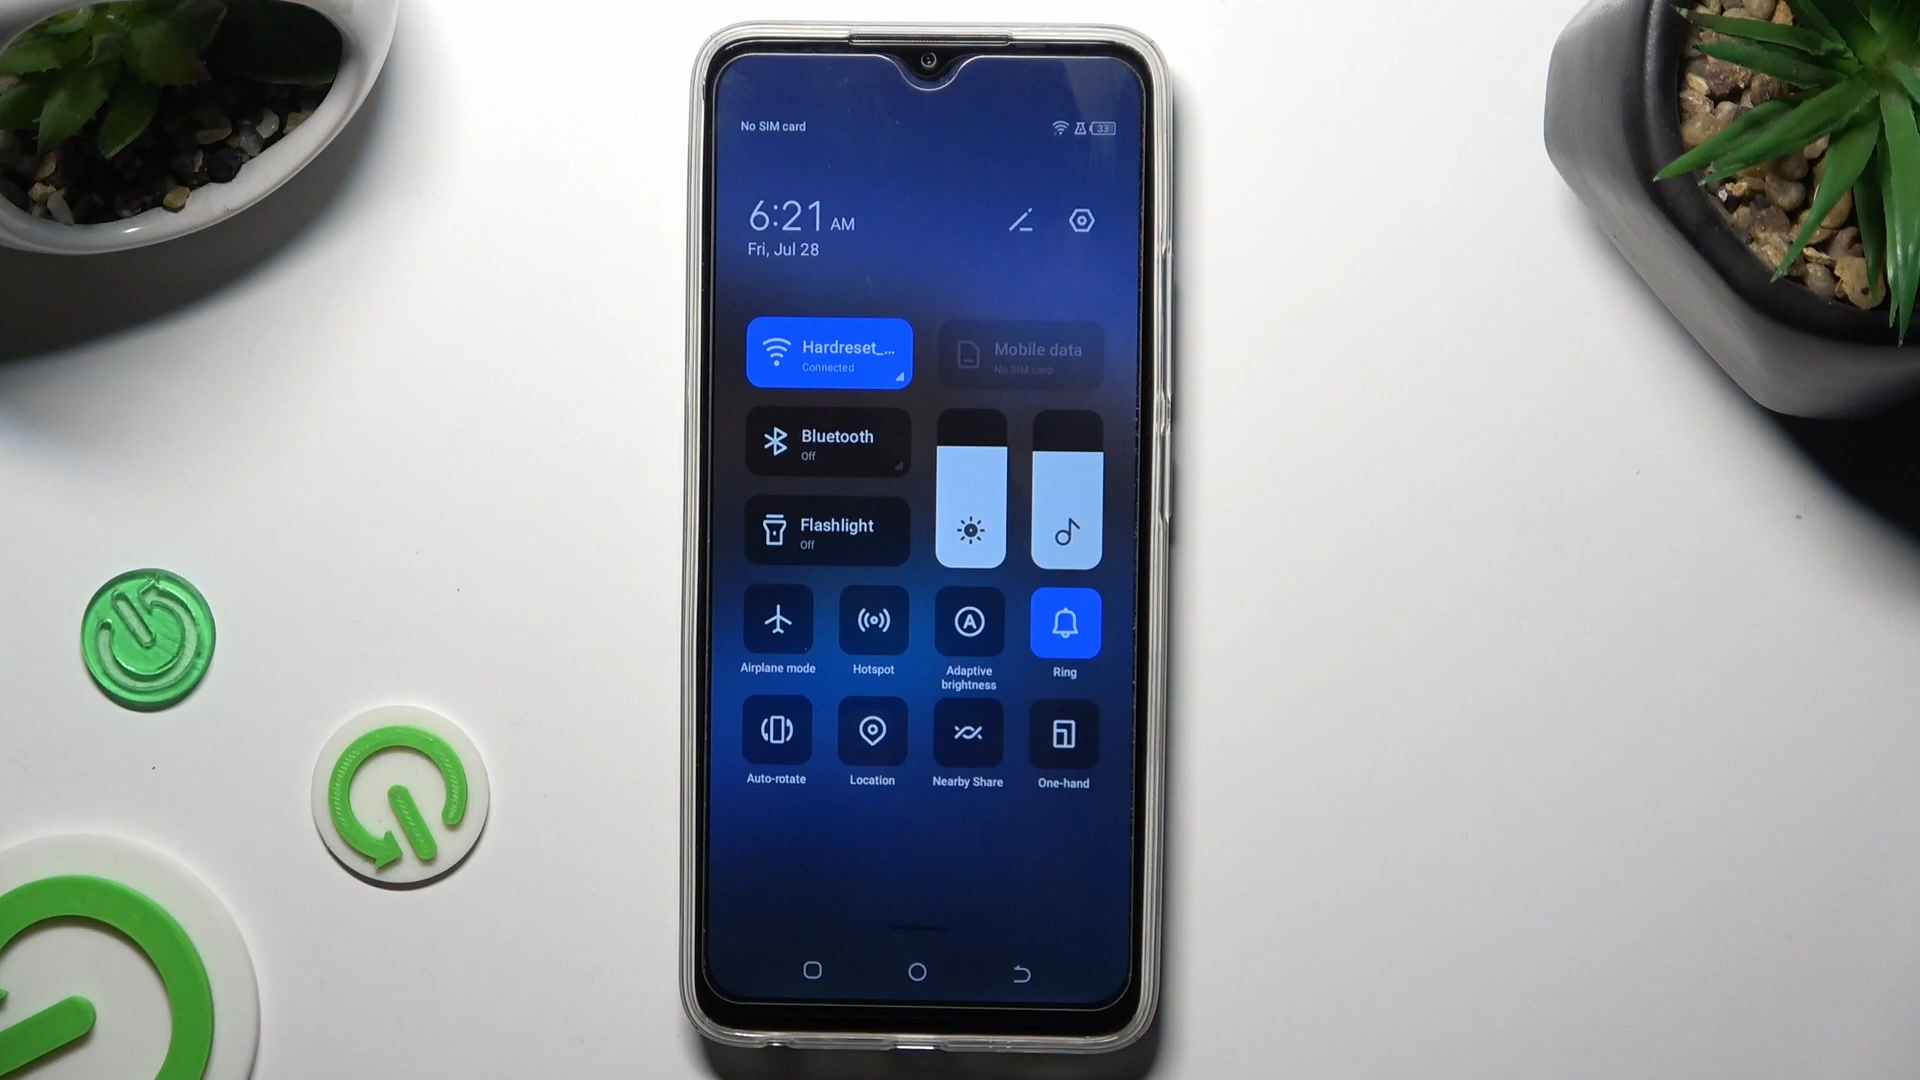 No SIM card
33
6:21 AM
Fri, Jul 28
Hardreset_...
Connected
Mobile data
No SIM card
Bluetooth
Off
Flashlight
Off
A
Airplane mode
Hotspot
Adaptive
brightness
Ring
Auto-rotate
Location
Nearby Share
One-hand